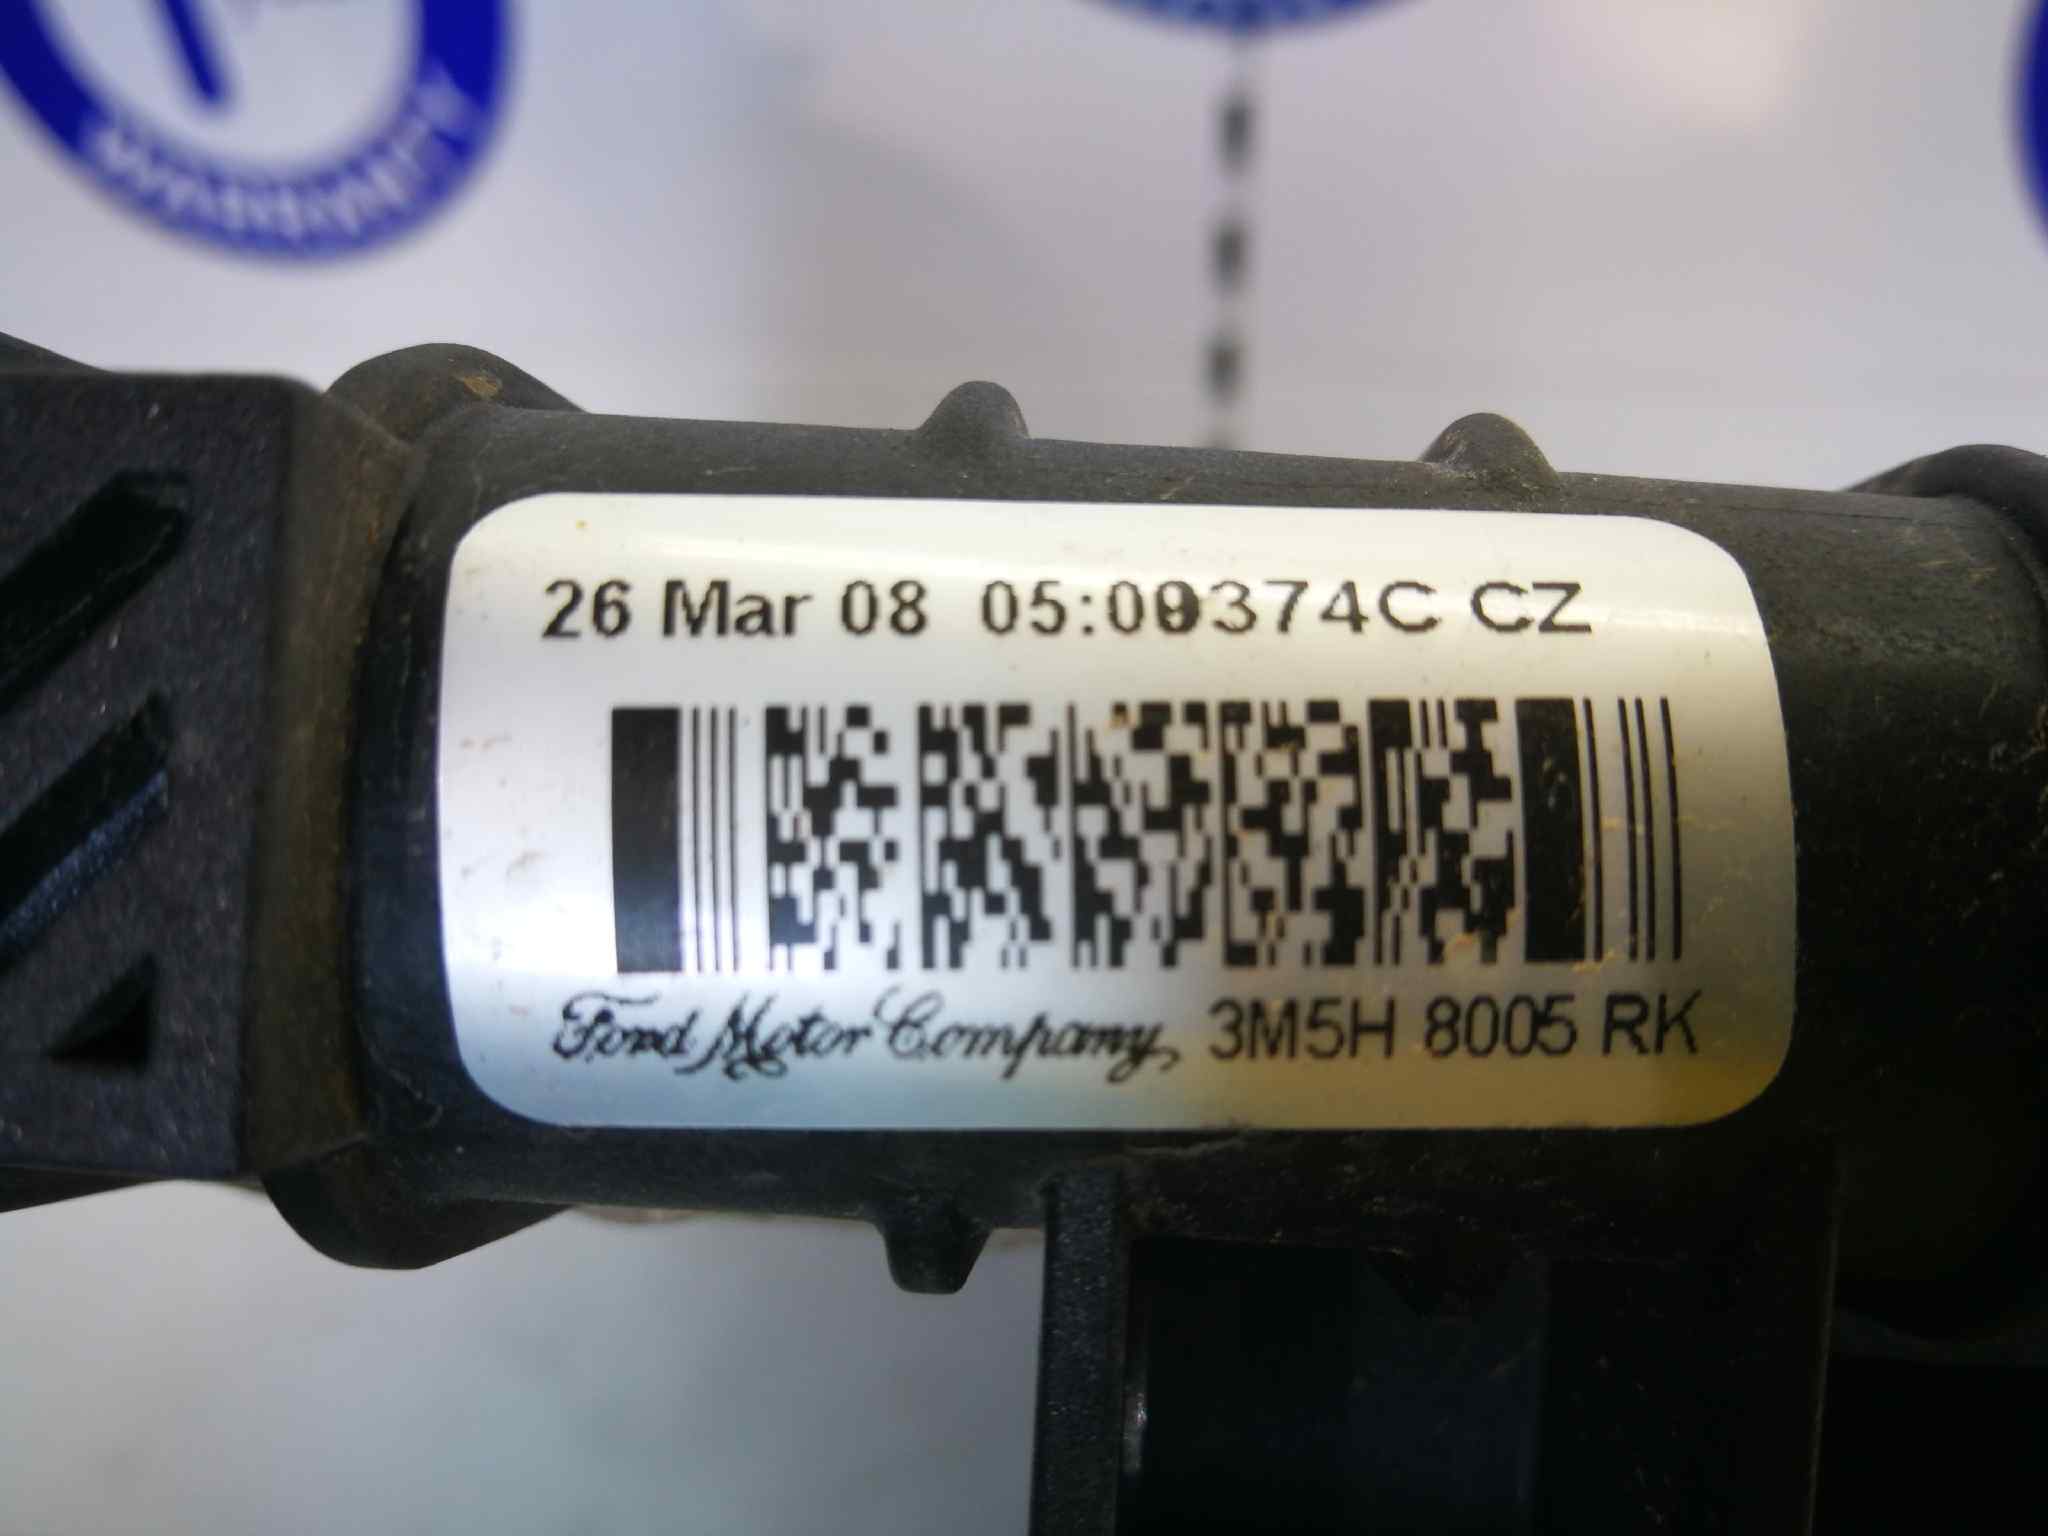 26 Mar 08 05:09374C CZ
Ford Motor Company, 3M5H 8005 RK